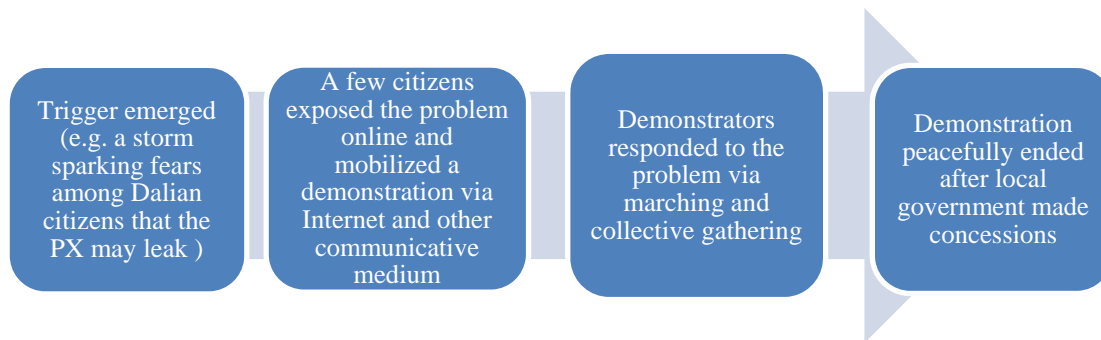 Trigger emerged
(e.g. a storm
sparking fears
among Dalian
citizens that the
PX may leak )
A few citizens
exposed the problem
online and
mobilized a
demonstration via
Internet and other
communicative
medium
Demonstrators
responded to the
problem via
marching and
collective gathering
Demonstration
peacefully ended
after local
government made
concessions